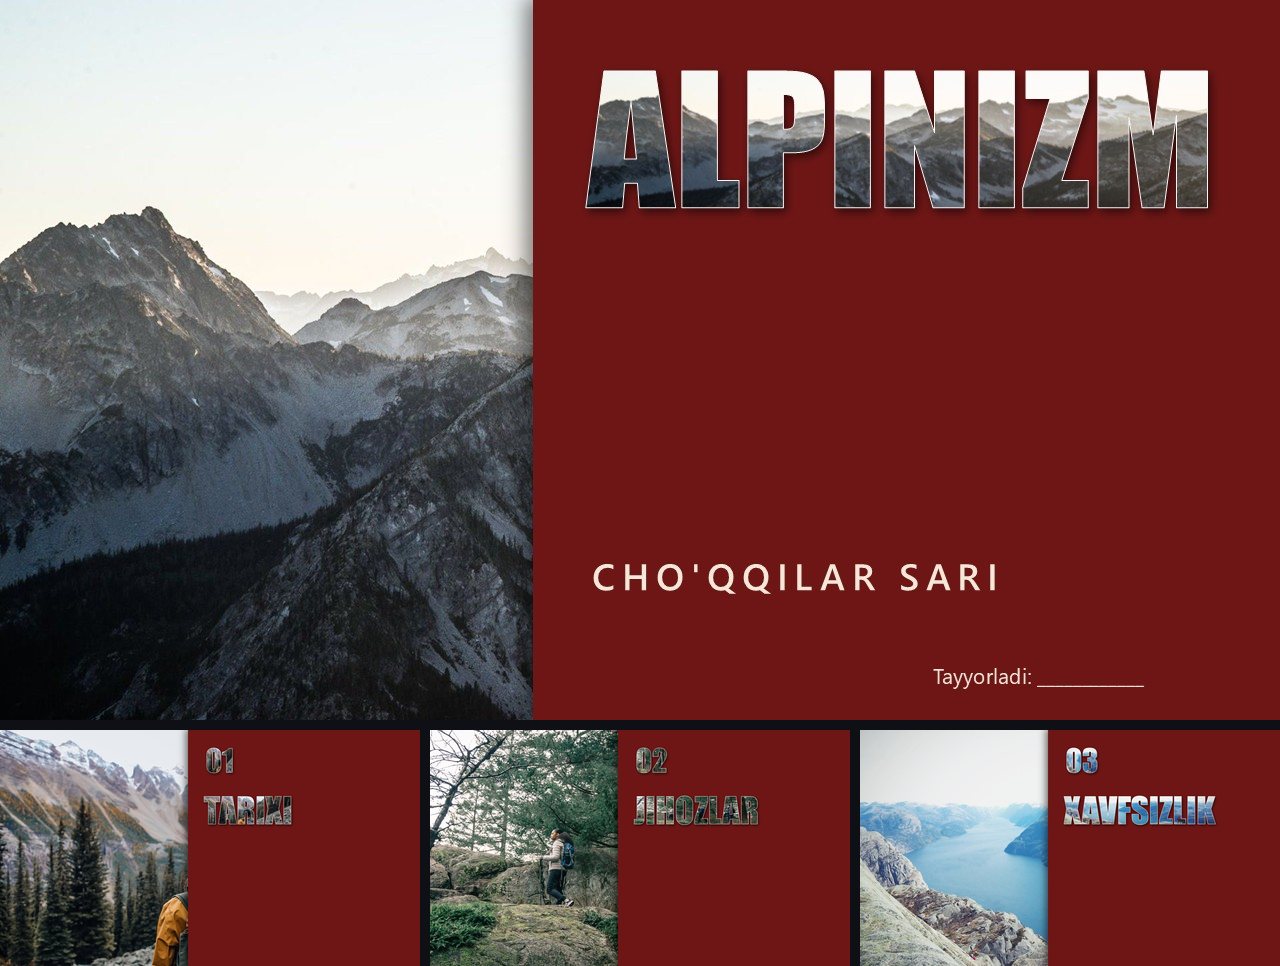 ALPINIZM
CHO'QQILAR SARI
Tayyorladi: ___________
01
TARIXI
02
JIHOZLAR
03
XAVFSIZLIK